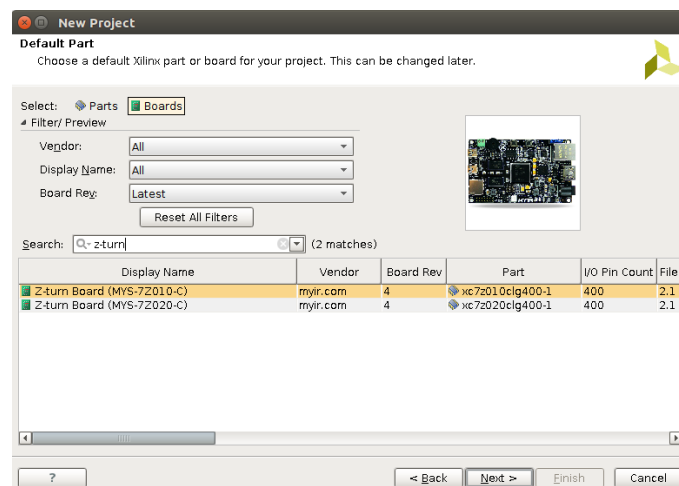 New Project
Default Part
Choose a default Xilinx part or board for your project. This can be changed later.
Select: Parts Boards
Filter/ Preview
Vendor: All
Display Name: All
Board Rev: Latest
Reset All Filters
Search: z-turn (2 matches)
Display Name Vendor Board Rev Part I/O Pin Count File
Z-turn Board (MYS-7Z010-C) myir.com 4 xc7z010clg400-1 400 2.1
Z-turn Board (MYS-7Z020-C) myir.com 4 xc7z020clg400-1 400 2.1
? < Back Next > Finish Cancel